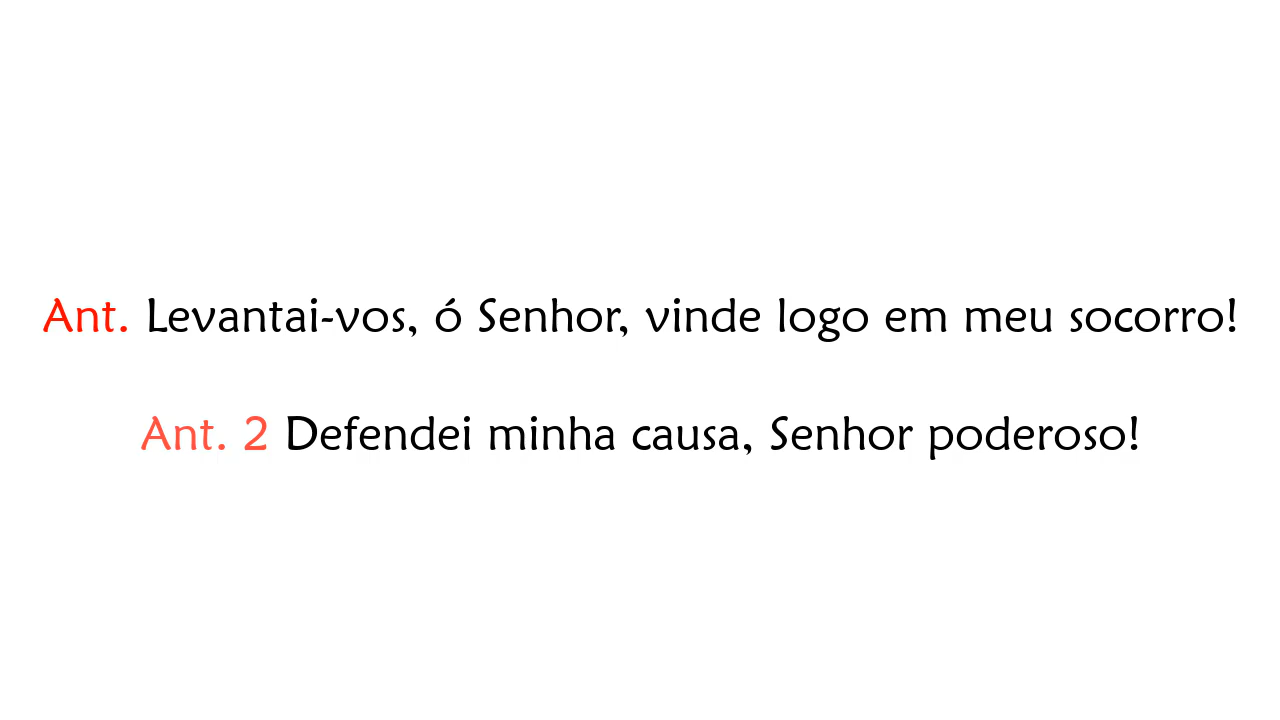 Ant. Levantai-vos, ó Senhor, vinde logo em meu socorro!
Ant. 2 Defendei minha causa, Senhor poderoso!